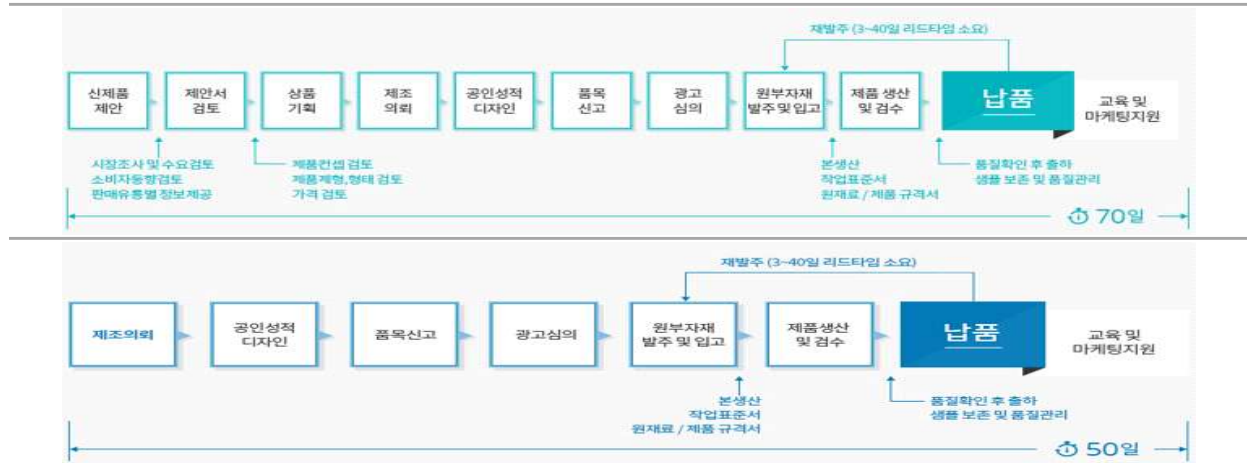 재발주 (3~40일 리드타임 소요)
신제품
제안
제안서
검토
상품
기획
제조
의뢰
공인성적
디자인
품목
신고
광고
심의
원부자재
발주 및 입고
제품 생산
및 검수
납품
교육 및
마케팅지원
시장조사 및 수요검토
소비자동향검토
판매유통별 정보제공
제품컨셉 검토
제품제형,형태 검토
가격 검토
본생산
작업표준서
원재료 / 제품 규격서
품질확인 후 출하
샘플 보존 및 품질관리
70일
재발주 (3~40일 리드타임 소요)
제조의뢰
공인성적
디자인
품목신고
광고심의
원부자재
발주 및 입고
제품생산
및 검수
납품
교육 및
마케팅지원
본생산
작업표준서
원재료 / 제품 규격서
품질확인 후 출하
샘플 보존 및 품질관리
50일